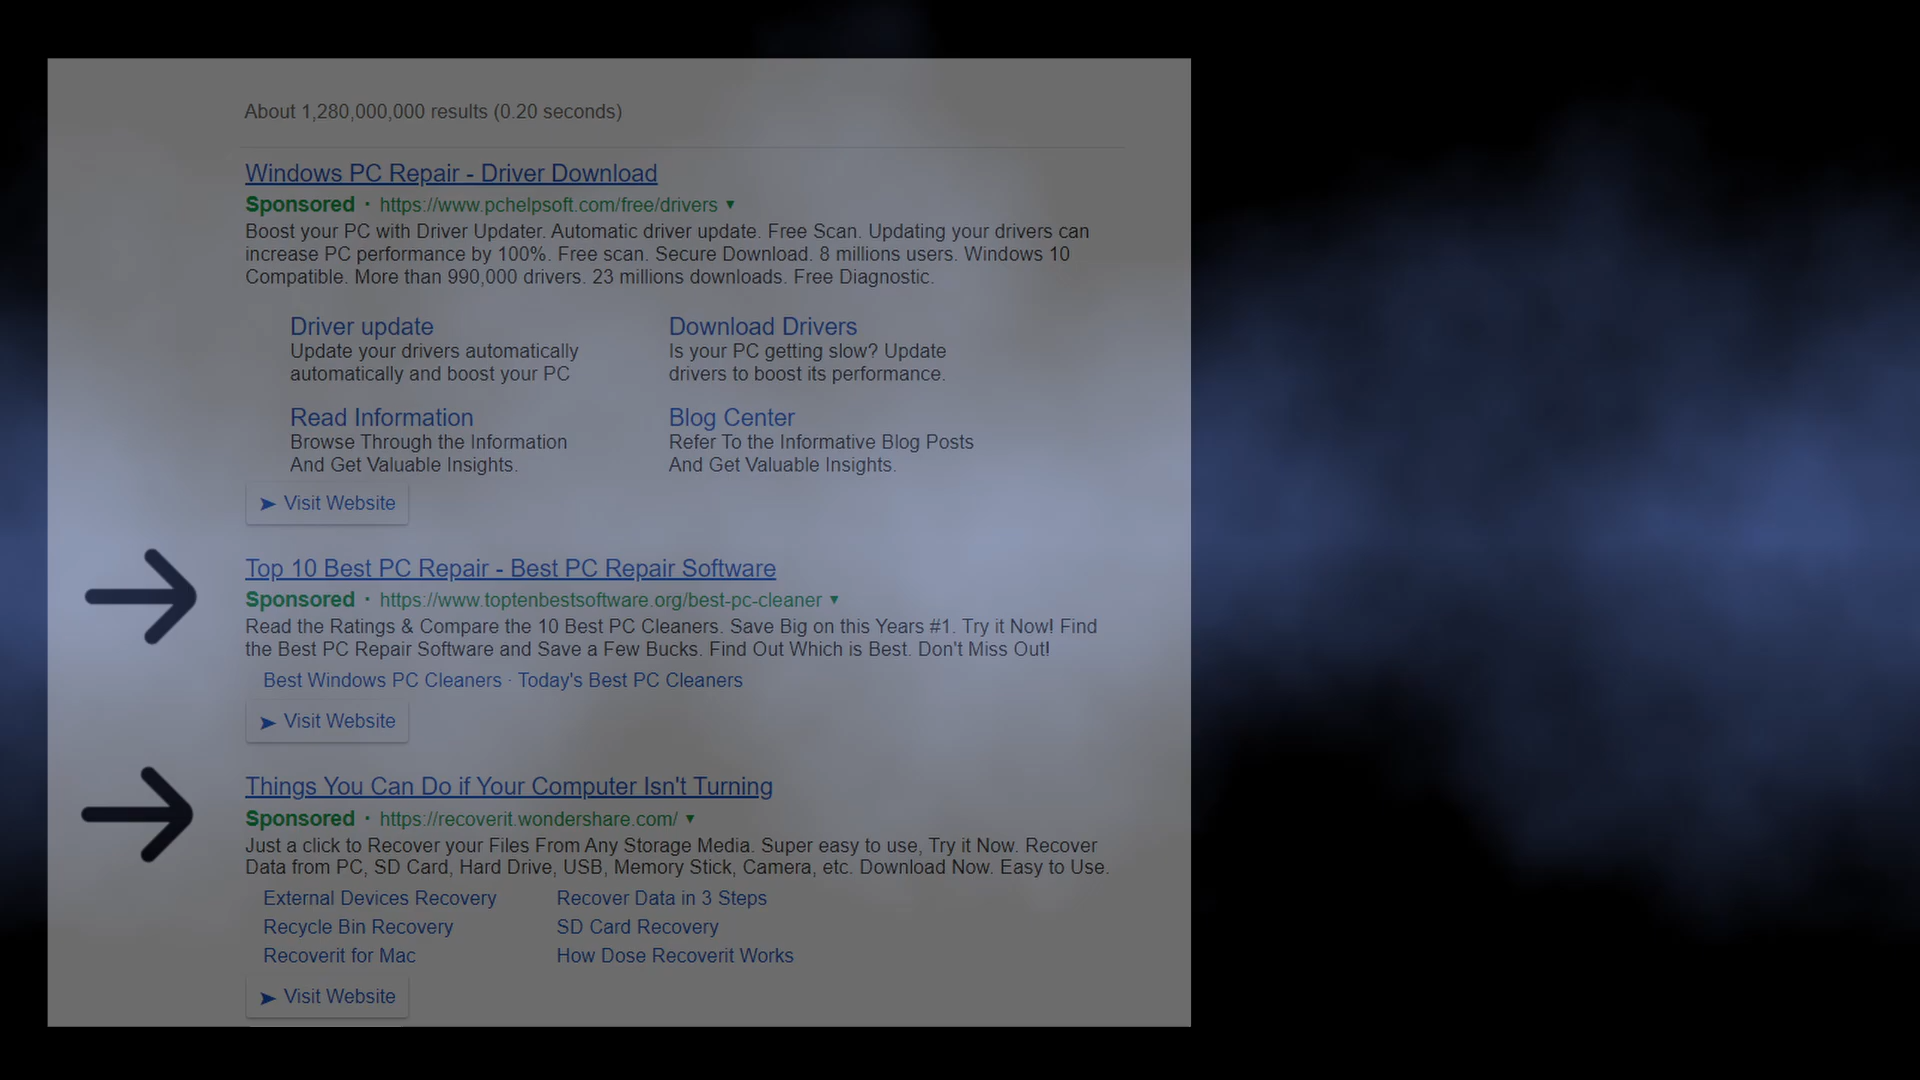 About 1,280,000,000 results (0.20 seconds)
Windows PC Repair - Driver Download
Sponsored · https://www.pchelpsoft.com/free/drivers ▼
Boost your PC with Driver Updater. Automatic driver update. Free Scan. Updating your drivers can
increase PC performance by 100%. Free scan. Secure Download. 8 millions users. Windows 10
Compatible. More than 990,000 drivers. 23 millions downloads. Free Diagnostic.
Driver update
Update your drivers automatically
automatically and boost your PC
Download Drivers
Is your PC getting slow? Update
drivers to boost its performance.
Read Information
Browse Through the Information
And Get Valuable Insights.
Blog Center
Refer To the Informative Blog Posts
And Get Valuable Insights.
➤ Visit Website
Top 10 Best PC Repair - Best PC Repair Software
Sponsored · https://www.toptenbestsoftware.org/best-pc-cleaner ▼
Read the Ratings & Compare the 10 Best PC Cleaners. Save Big on this Years #1. Try it Now! Find
the Best PC Repair Software and Save a Few Bucks. Find Out Which is Best. Don't Miss Out!
Best Windows PC Cleaners · Today's Best PC Cleaners
➤ Visit Website
Things You Can Do if Your Computer Isn't Turning
Sponsored · https://recoverit.wondershare.com/ ▼
Just a click to Recover your Files From Any Storage Media. Super easy to use, Try it Now. Recover
Data from PC, SD Card, Hard Drive, USB, Memory Stick, Camera, etc. Download Now. Easy to Use.
External Devices Recovery Recover Data in 3 Steps
Recycle Bin Recovery SD Card Recovery
Recoverit for Mac How Dose Recoverit Works
➤ Visit Website